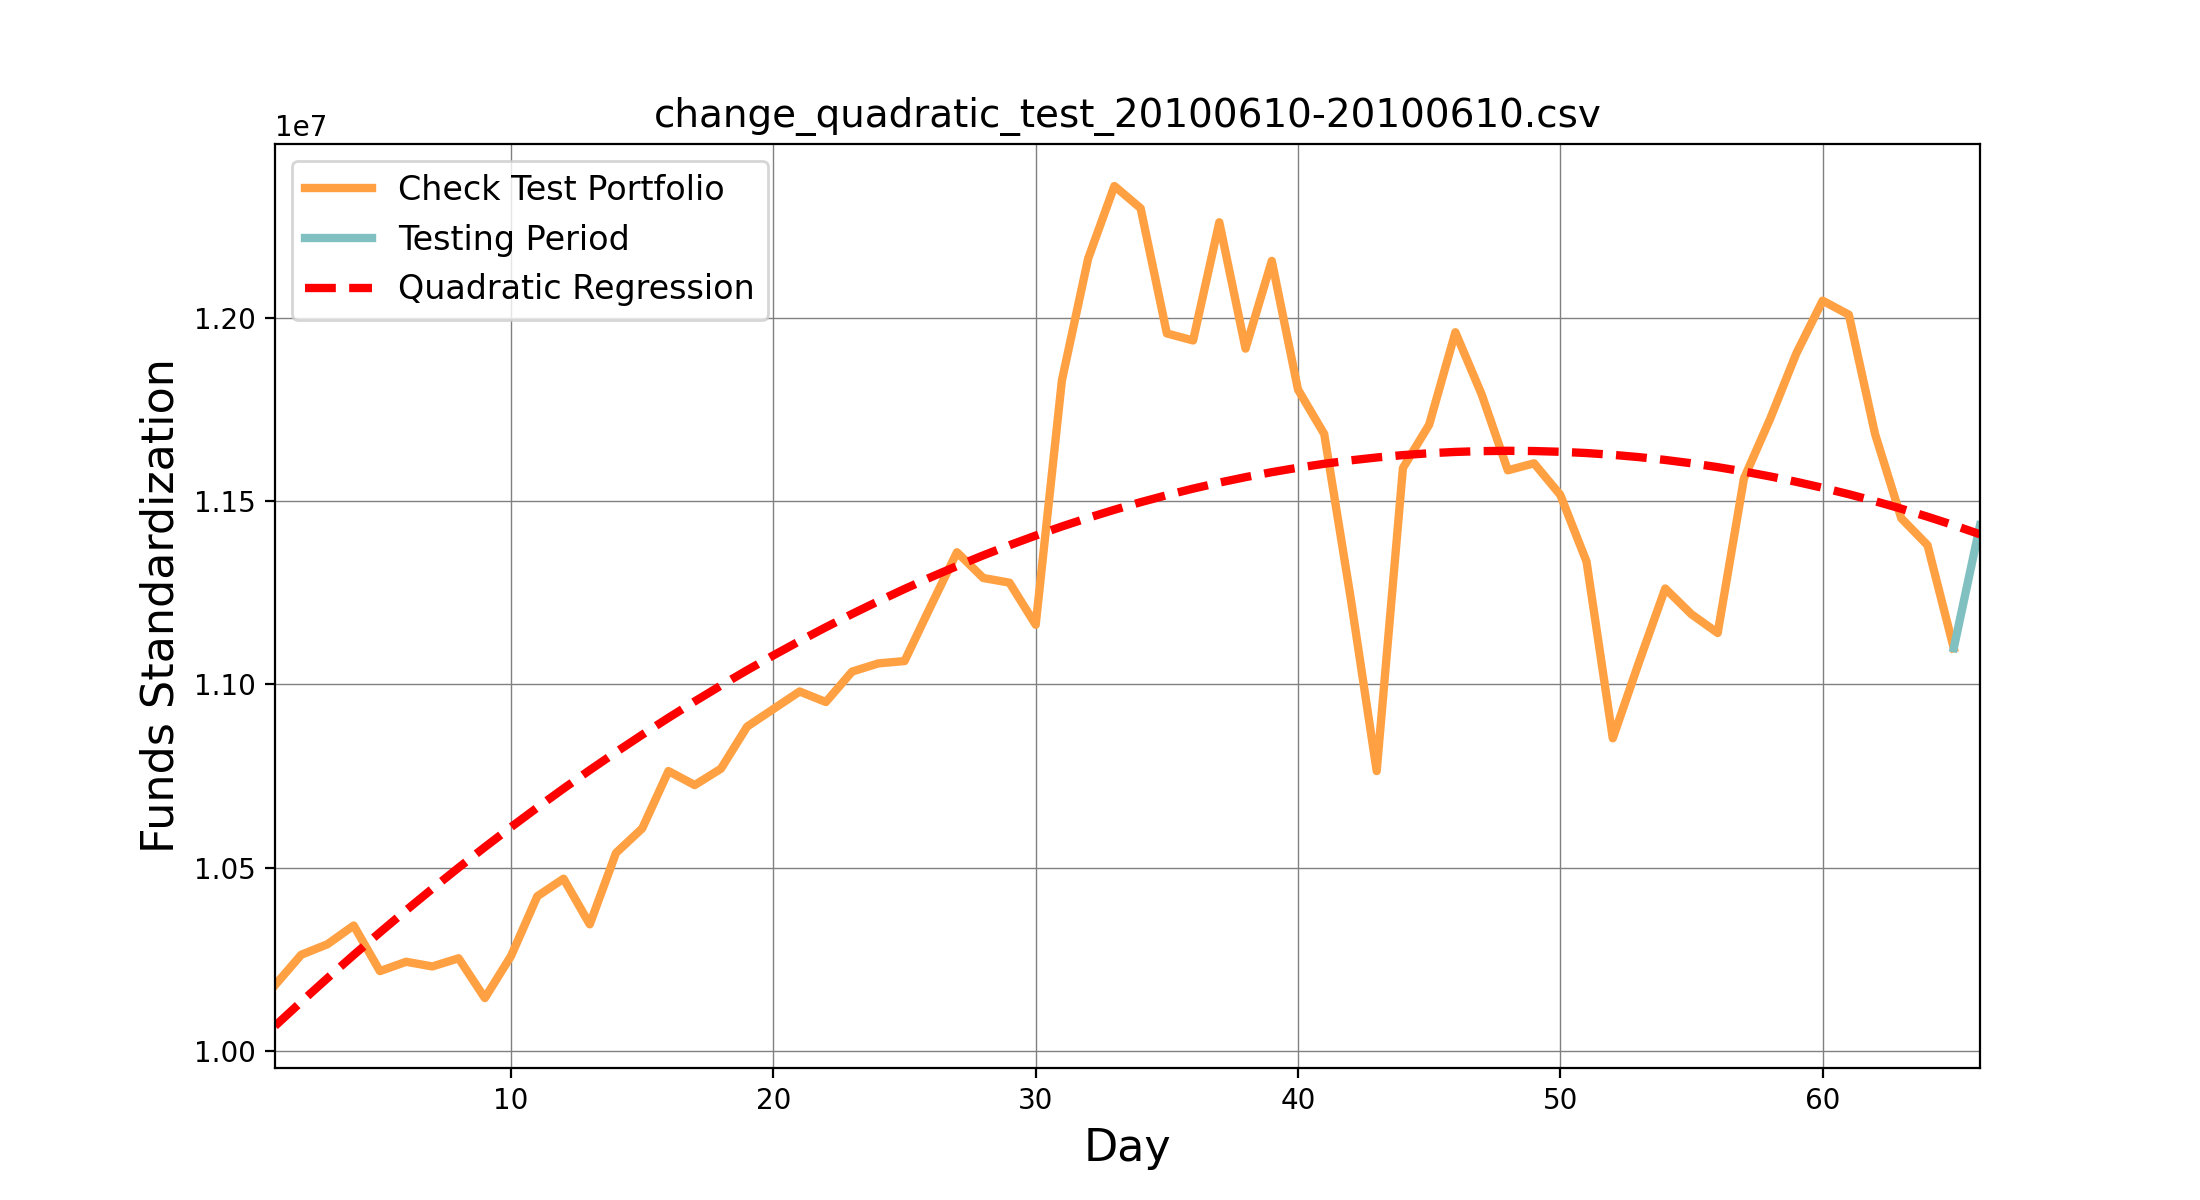 change_quadratic_test_20100610-20100610.csv
1e7
Check Test Portfolio
Testing Period
Quadratic Regression
Funds Standardization
1.20
1.15
1.10
1.05
1.00
10 20 30 40 50 60
Day